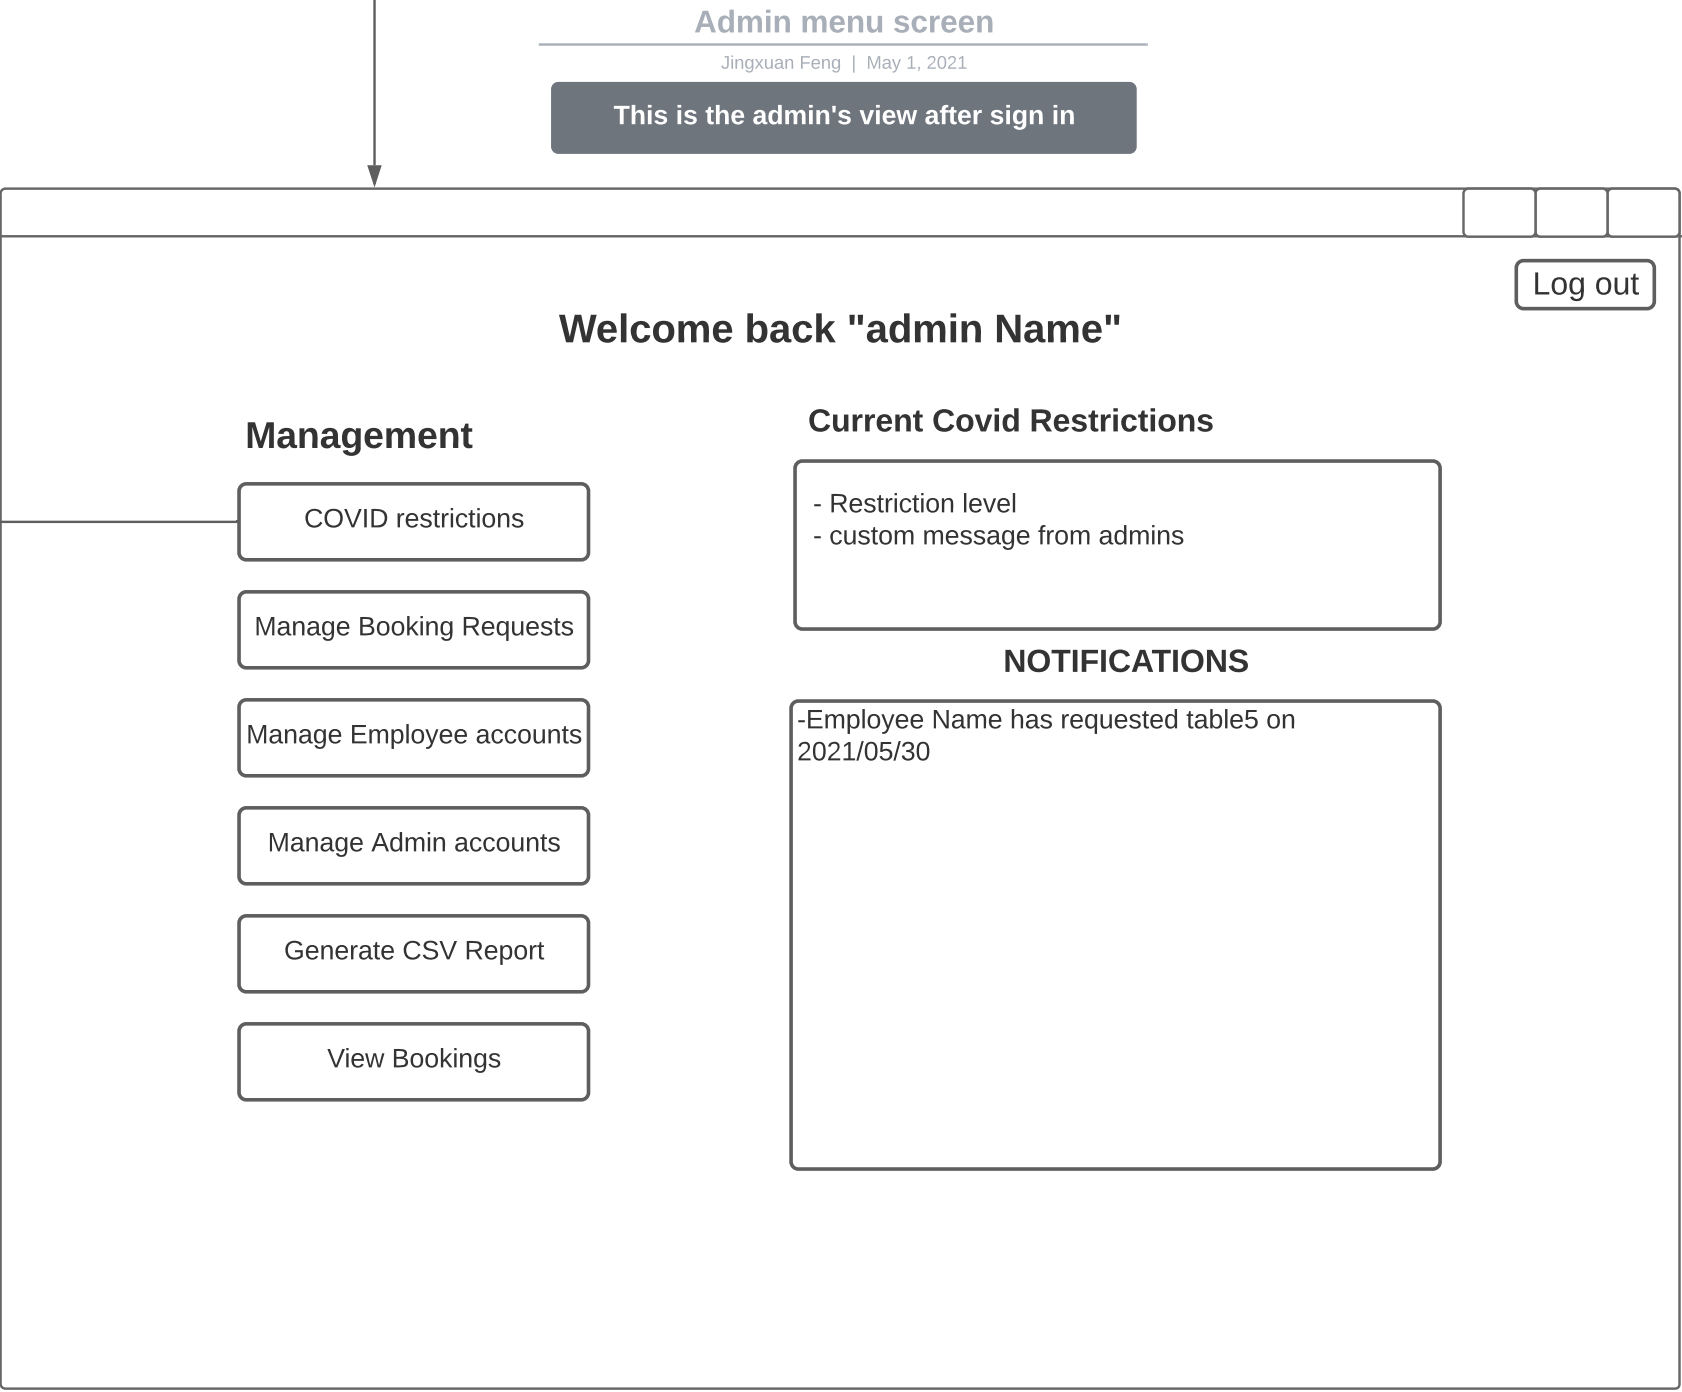 Admin menu screen
Jingxuan Feng | May 1, 2021
This is the admin's view after sign in
Log out
Welcome back "admin Name"
Management
COVID restrictions
Manage Booking Requests
Manage Employee accounts
Manage Admin accounts
Generate CSV Report
View Bookings
Current Covid Restrictions
- Restriction level
- custom message from admins
NOTIFICATIONS
-Employee Name has requested table5 on
2021/05/30